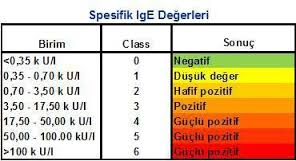 Spesifik IgE Değerleri
Birim Class Sonuç
<0,35 k U/l 0 Negatif
0,35 - 0,70 k U/l 1 Düşük değer
0,70 - 3,50 k U/l 2 Hafif pozitif
3,50 - 17,50 k U/l 3 Pozitif
17,50 - 50,00 k U/l 4 Güçlü pozitif
50,00 - 100.00 kU/l 5 Güçlü pozitif
>100 k U/l 6 Güçlü pozitif